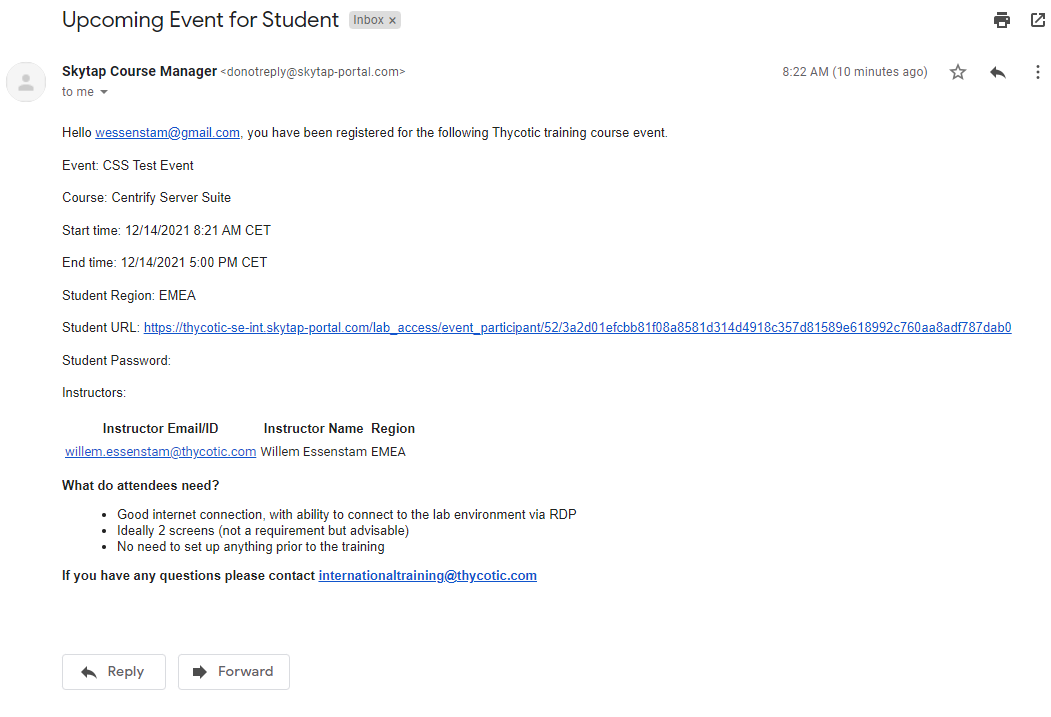 Upcoming Event for Student Inbox x
Skytap Course Manager <donotreply@skytap-portal.com> 8:22 AM (10 minutes ago)
to me
Hello wessenstam@gmail.com, you have been registered for the following Thycotic training course event.
Event: CSS Test Event
Course: Centrify Server Suite
Start time: 12/14/2021 8:21 AM CET
End time: 12/14/2021 5:00 PM CET
Student Region: EMEA
Student URL: https://thycotic-se-int.skytap-portal.com/lab_access/event_participant/52/3a2d01efcbb81f08a8581d314d4918c357d81589e618992c760aa8adf787dab0
Student Password:
Instructors:
Instructor Email/ID Instructor Name Region
willem.essenstam@thycotic.com Willem Essenstam EMEA
What do attendees need?
• Good internet connection, with ability to connect to the lab environment via RDP
• Ideally 2 screens (not a requirement but advisable)
• No need to set up anything prior to the training
If you have any questions please contact internationaltraining@thycotic.com
Reply Forward